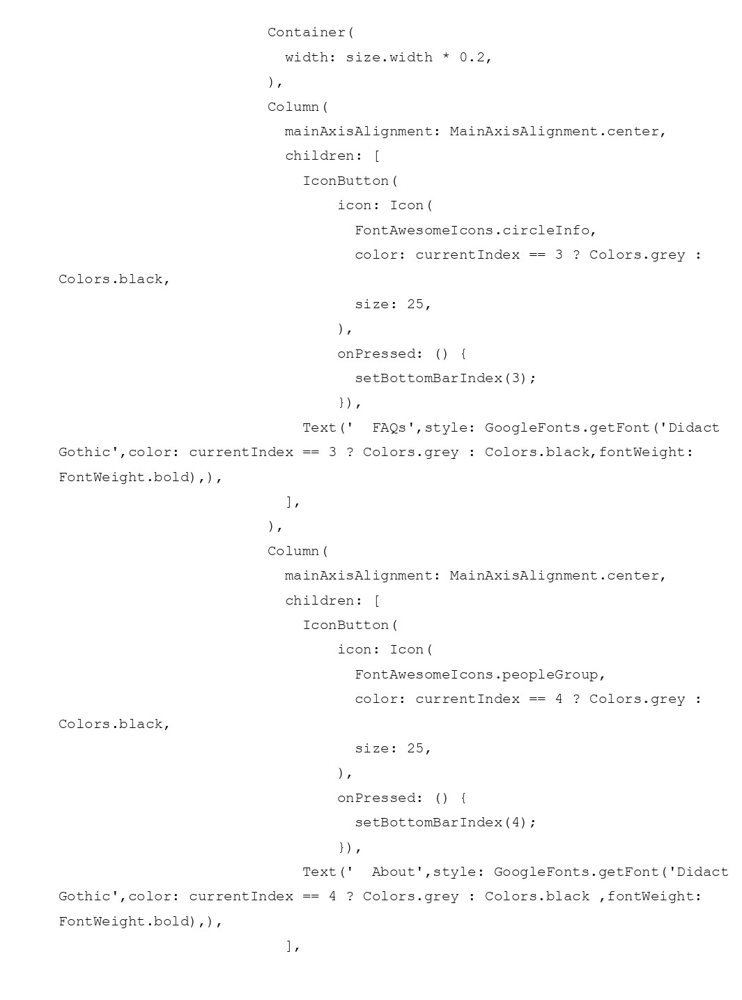 Container(
                          width: size.width * 0.2,
                        ),
                        Column(
                          mainAxisAlignment: MainAxisAlignment.center,
                          children: [
                            IconButton(
                                icon: Icon(
                                  FontAwesomeIcons.circleInfo,
                                  color: currentIndex == 3 ? Colors.grey :
Colors.black,
                                  size: 25,
                                ),
                                onPressed: () {
                                  setBottomBarIndex(3);
                                }),
                            Text('  FAQs',style: GoogleFonts.getFont('Didact
Gothic',color: currentIndex == 3 ? Colors.grey : Colors.black,fontWeight:
FontWeight.bold),),
                          ],
                        ),
                        Column(
                          mainAxisAlignment: MainAxisAlignment.center,
                          children: [
                            IconButton(
                                icon: Icon(
                                  FontAwesomeIcons.peopleGroup,
                                  color: currentIndex == 4 ? Colors.grey :
Colors.black,
                                  size: 25,
                                ),
                                onPressed: () {
                                  setBottomBarIndex(4);
                                }),
                            Text('  About',style: GoogleFonts.getFont('Didact
Gothic',color: currentIndex == 4 ? Colors.grey : Colors.black ,fontWeight:
FontWeight.bold),),
                          ],